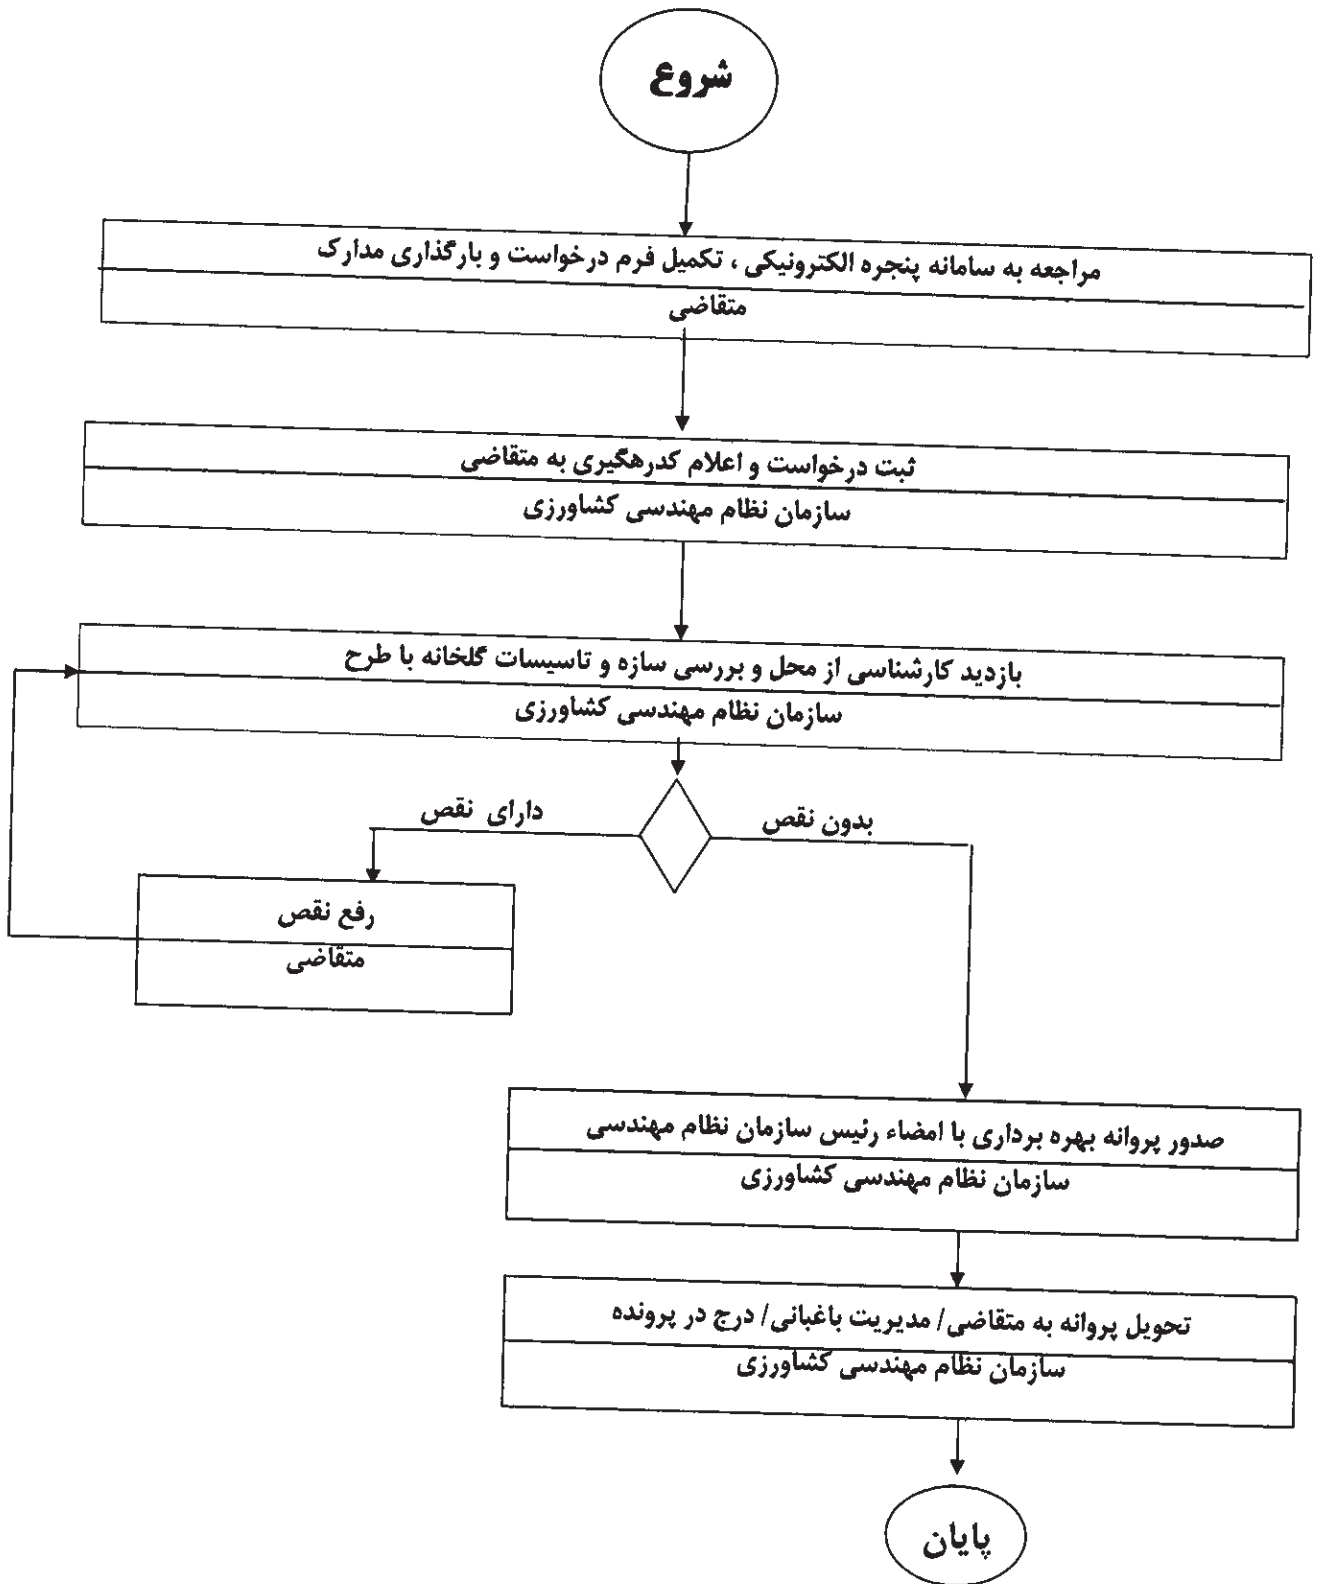 شروع
مراجعه به سامانه پنجره الکترونیکی ، تکمیل فرم درخواست و بارگذاری مدارک
متقاضی
ثبت درخواست و اعلام کدرهگیری به متقاضی
سازمان نظام مهندسی کشاورزی
بازدید کارشناسی از محل و بررسی سازه و تاسیسات گلخانه با طرح
سازمان نظام مهندسی کشاورزی
بدون نقص
دارای نقص
رفع نقص
متقاضی
صدور پروانه بهره برداری با امضاء رئیس سازمان نظام مهندسی
سازمان نظام مهندسی کشاورزی
تحویل پروانه به متقاضی/ مدیریت باغبانی/ درج در پرونده
سازمان نظام مهندسی کشاورزی
پایان